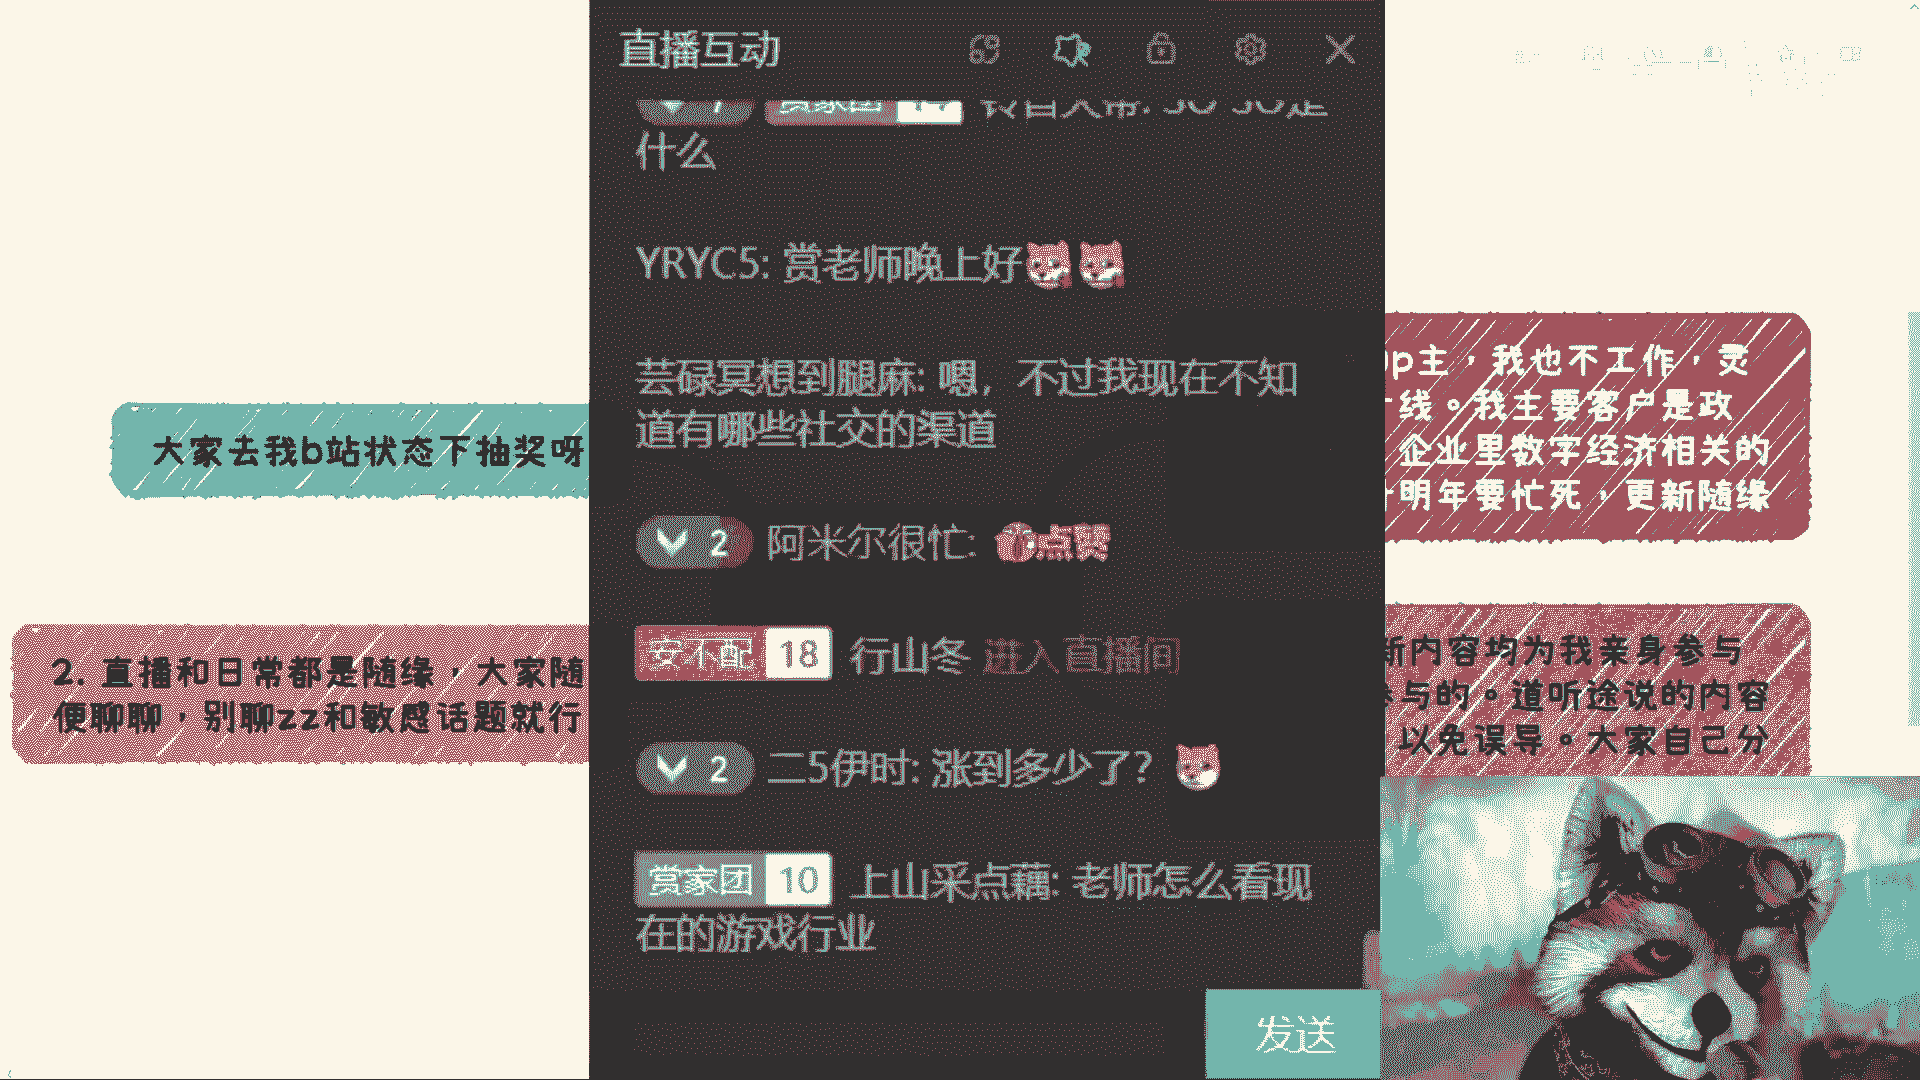 直播互动
什么
YRYC5: 赏老师晚上好
芸碌冥想到腿麻: 嗯，不过我现在不知
道有哪些社交的渠道
2 阿米尔很忙: 点赞
安不配 18 行山冬 进入直播间
2 二5伊时: 涨到多少了?
赏家团 10 上山采点藕: 老师怎么看现
在的游戏行业
发送
大家去我b站状态下抽奖呀
2. 直播和日常都是随缘，大家随
便聊聊，别聊zz和敏感话题就行
p主，我也不工作，灵
线。我主要客户是政
企业里数字经济相关的
明年要忙死，更新随缘
新内容均为我亲身参与
参与的。道听途说的内容
以免误导。大家自己分